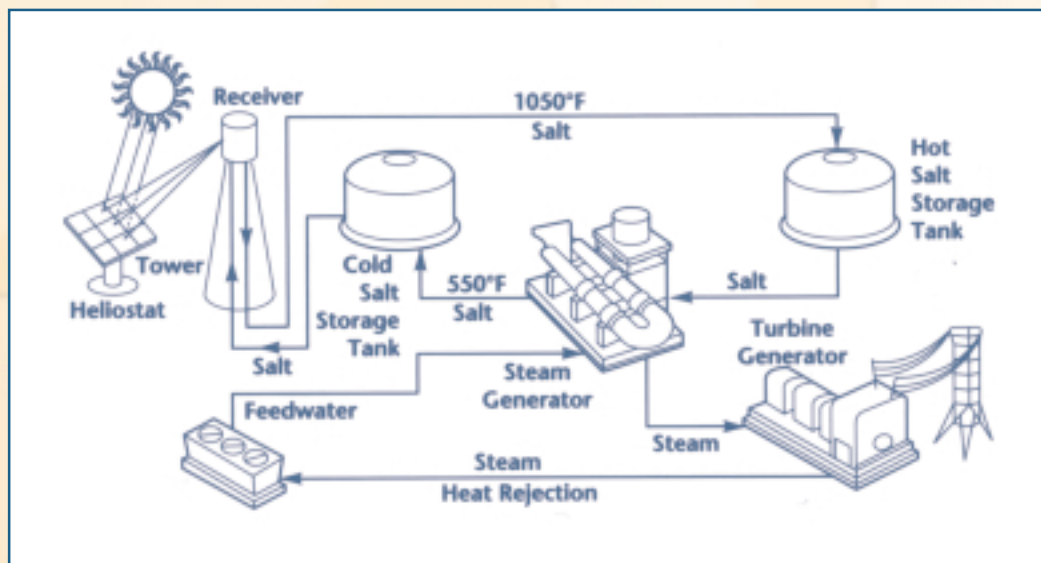 Receiver
1050°F
Salt
Hot
Salt
Storage
Tank
Tower
Heliostat
Cold
Salt
Storage
Tank
550°F
Salt
Salt
Salt
Steam
Generator
Turbine
Generator
Feedwater
Steam
Steam
Heat Rejection